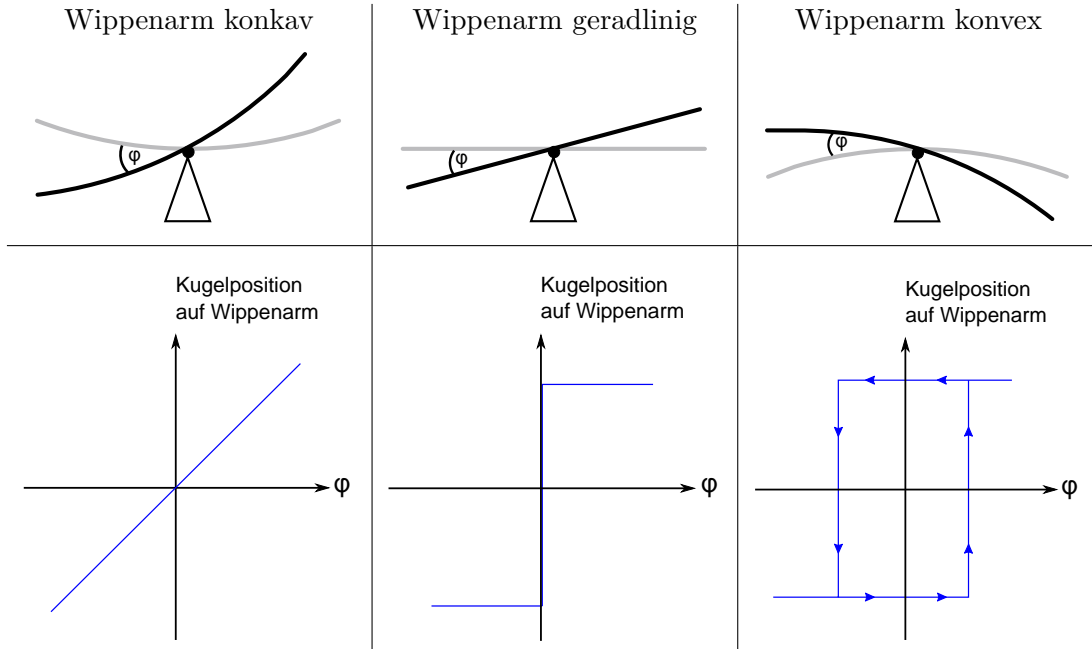 Wippenarm konkav
Wippenarm geradlinig
Wippenarm konvex
φ
φ
φ
Kugelposition
auf Wippenarm
φ
Kugelposition
auf Wippenarm
φ
Kugelposition
auf Wippenarm
φ